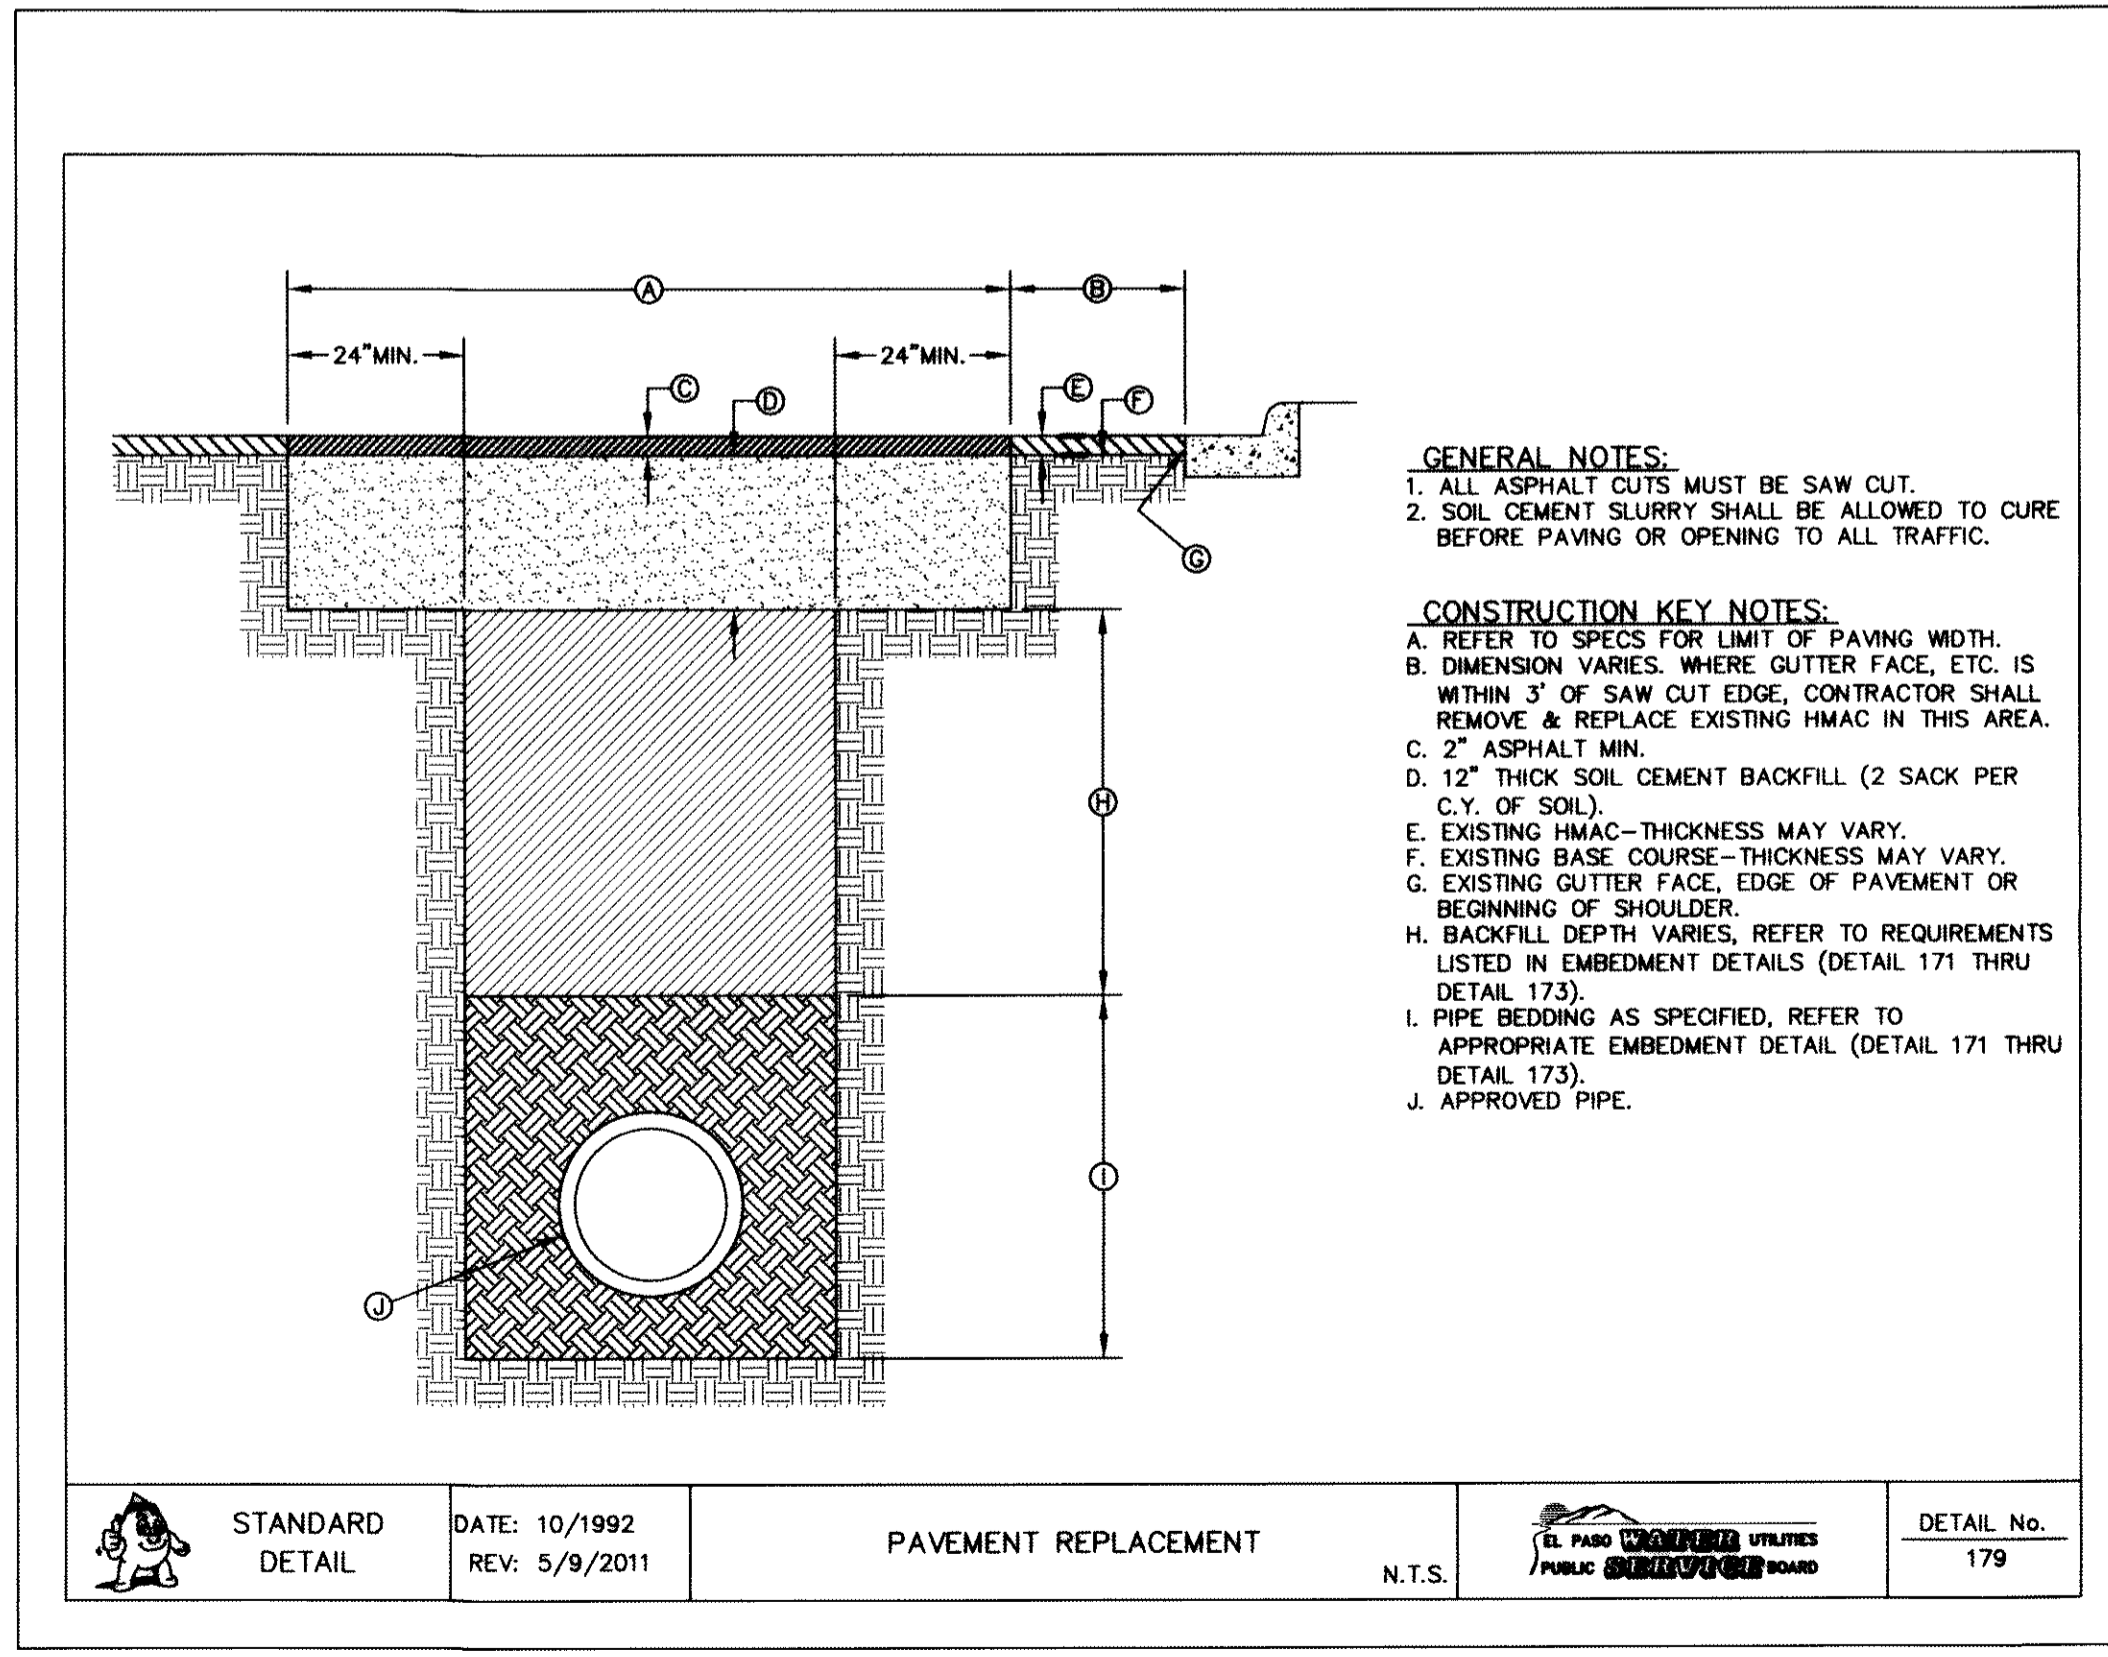 A
B
24"MIN.
24"MIN.
C
D
E
F
G
H
I
J
GENERAL NOTES:
1. ALL ASPHALT CUTS MUST BE SAW CUT.
2. SOIL CEMENT SLURRY SHALL BE ALLOWED TO CURE
BEFORE PAVING OR OPENING TO ALL TRAFFIC.
CONSTRUCTION KEY NOTES:
A. REFER TO SPECS FOR LIMIT OF PAVING WIDTH.
B. DIMENSION VARIES. WHERE GUTTER FACE, ETC. IS
WITHIN 3' OF SAW CUT EDGE, CONTRACTOR SHALL
REMOVE & REPLACE EXISTING HMAC IN THIS AREA.
C. 2" ASPHALT MIN.
D. 12" THICK SOIL CEMENT BACKFILL (2 SACK PER
C.Y. OF SOIL).
E. EXISTING HMAC-THICKNESS MAY VARY.
F. EXISTING BASE COURSE-THICKNESS MAY VARY.
G. EXISTING GUTTER FACE, EDGE OF PAVEMENT OR
BEGINNING OF SHOULDER.
H. BACKFILL DEPTH VARIES, REFER TO REQUIREMENTS
LISTED IN EMBEDMENT DETAILS (DETAIL 171 THRU
DETAIL 173).
I. PIPE BEDDING AS SPECIFIED, REFER TO
APPROPRIATE EMBEDMENT DETAIL (DETAIL 171 THRU
DETAIL 173).
J. APPROVED PIPE.
STANDARD
DETAIL
DATE: 10/1992
REV: 5/9/2011
PAVEMENT REPLACEMENT
N.T.S.
EL PASO WATER UTILITIES
PUBLIC SERVICE BOARD
DETAIL No.
179